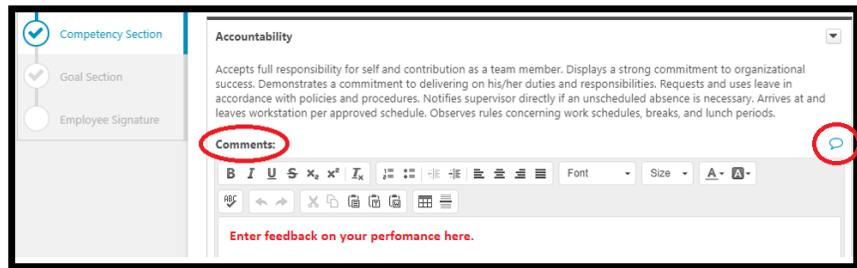 Competency Section
Goal Section
Employee Signature
Accountability
Accepts full responsibility for self and contribution as a team member. Displays a strong commitment to organizational
success. Demonstrates a commitment to delivering on his/her duties and responsibilities. Requests and uses leave in
accordance with policies and procedures. Notifies supervisor directly if an unscheduled absence is necessary. Arrives at and
leaves workstation per approved schedule. Observes rules concerning work schedules, breaks, and lunch periods.
Comments:
B I U S x₂ x² Iₓ Font Size A A
ABC
Enter feedback on your perfomance here.